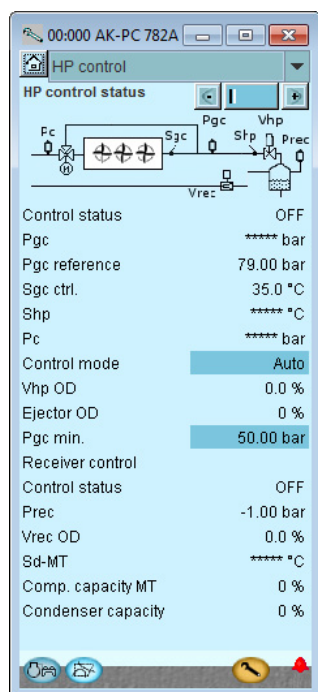 00:000 AK-PC 782A
HP control
HP control status
Pgc Vhp
Pc Sgc Shp Prec
M
Vrec
Control status OFF
Pgc ***** bar
Pgc reference 79.00 bar
Sgc ctrl. 35.0 °C
Shp ***** °C
Pc ***** bar
Control mode Auto
Vhp OD 0.0 %
Ejector OD 0 %
Pgc min. 50.00 bar
Receiver control
Control status OFF
Prec -1.00 bar
Vrec OD 0.0 %
Sd-MT ***** °C
Comp. capacity MT 0 %
Condenser capacity 0 %